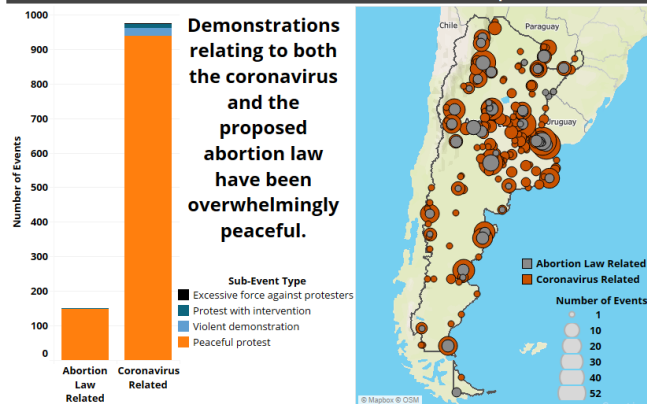 1000
900
800
700
600
500
400
300
200
100
0
Number of Events
Abortion
Law
Related
Coronavirus
Related
Demonstrations
relating to both
the coronavirus
and the
proposed
abortion law
have been
overwhelmingly
peaceful.
Sub-Event Type
Excessive force against protesters
Protest with intervention
Violent demonstration
Peaceful protest
Chile
Paraguay
Uruguay
Abortion Law Related
Coronavirus Related
Number of Events
1
10
20
30
40
52
© Mapbox © OSM